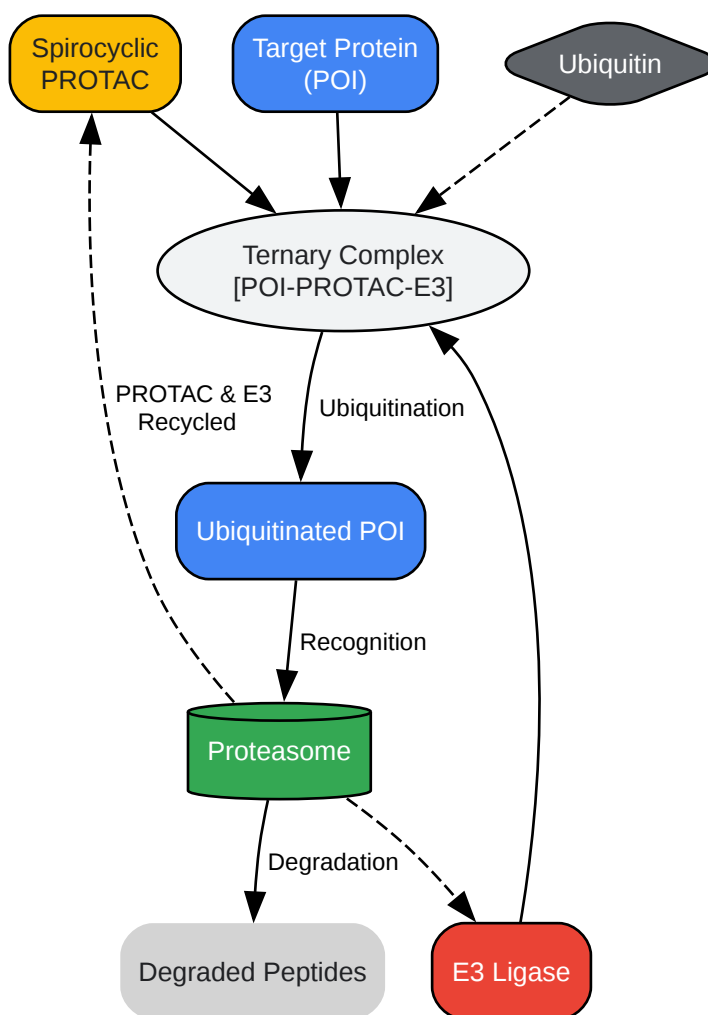 Spirocyclic
PROTAC
Target Protein
(POI)
Ubiquitin
Ternary Complex
[POI-PROTAC-E3]
PROTAC & E3
Recycled
Ubiquitination
Ubiquitinated POI
Recognition
Proteasome
Degradation
Degraded Peptides
E3 Ligase